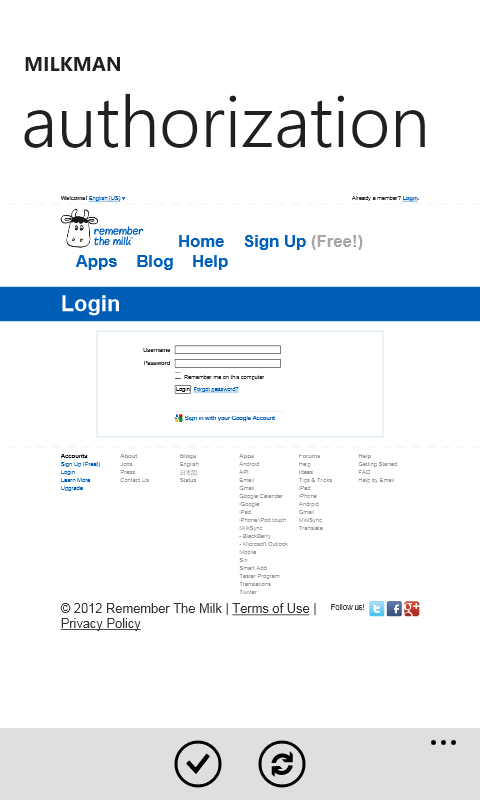 MILKMAN
authorization
Welcome! English (US) ▾
Already a member? Login.
remember
the milk
Home Sign Up (Free!)
Apps Blog Help
Login
Username
Password
Remember me on this computer
Login Forgot password?
Sign in with your Google Account
Accounts
Sign Up (Free!)
Login
Learn More
Upgrade
About
Jobs
Press
Contact Us
Blogs
English
日本語
Status
Apps
Android
API
Email
Gmail
Google Calendar
iGoogle
iPad
iPhone/iPod touch
MilkSync
- BlackBerry
- Microsoft Outlook
Mobile
Siri
Smart Add
Tester Program
Translations
Twitter
Forums
Help
Ideas
Tips & Tricks
iPad
iPhone
Android
Gmail
MilkSync
Translate
Help
Getting Started
FAQ
Help by Email
© 2012 Remember The Milk | Terms of Use |
Privacy Policy
Follow us!